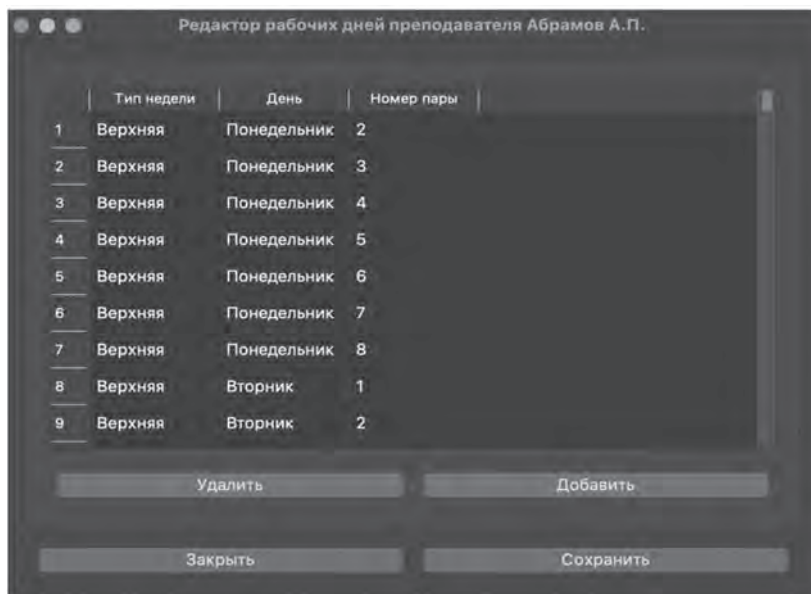 Редактор рабочих дней преподавателя Абрамов А.П.
Тип недели День Номер пары
1 Верхняя Понедельник 2
2 Верхняя Понедельник 3
3 Верхняя Понедельник 4
4 Верхняя Понедельник 5
5 Верхняя Понедельник 6
6 Верхняя Понедельник 7
7 Верхняя Понедельник 8
8 Верхняя Вторник 1
9 Верхняя Вторник 2
Удалить Добавить
Закрыть Сохранить